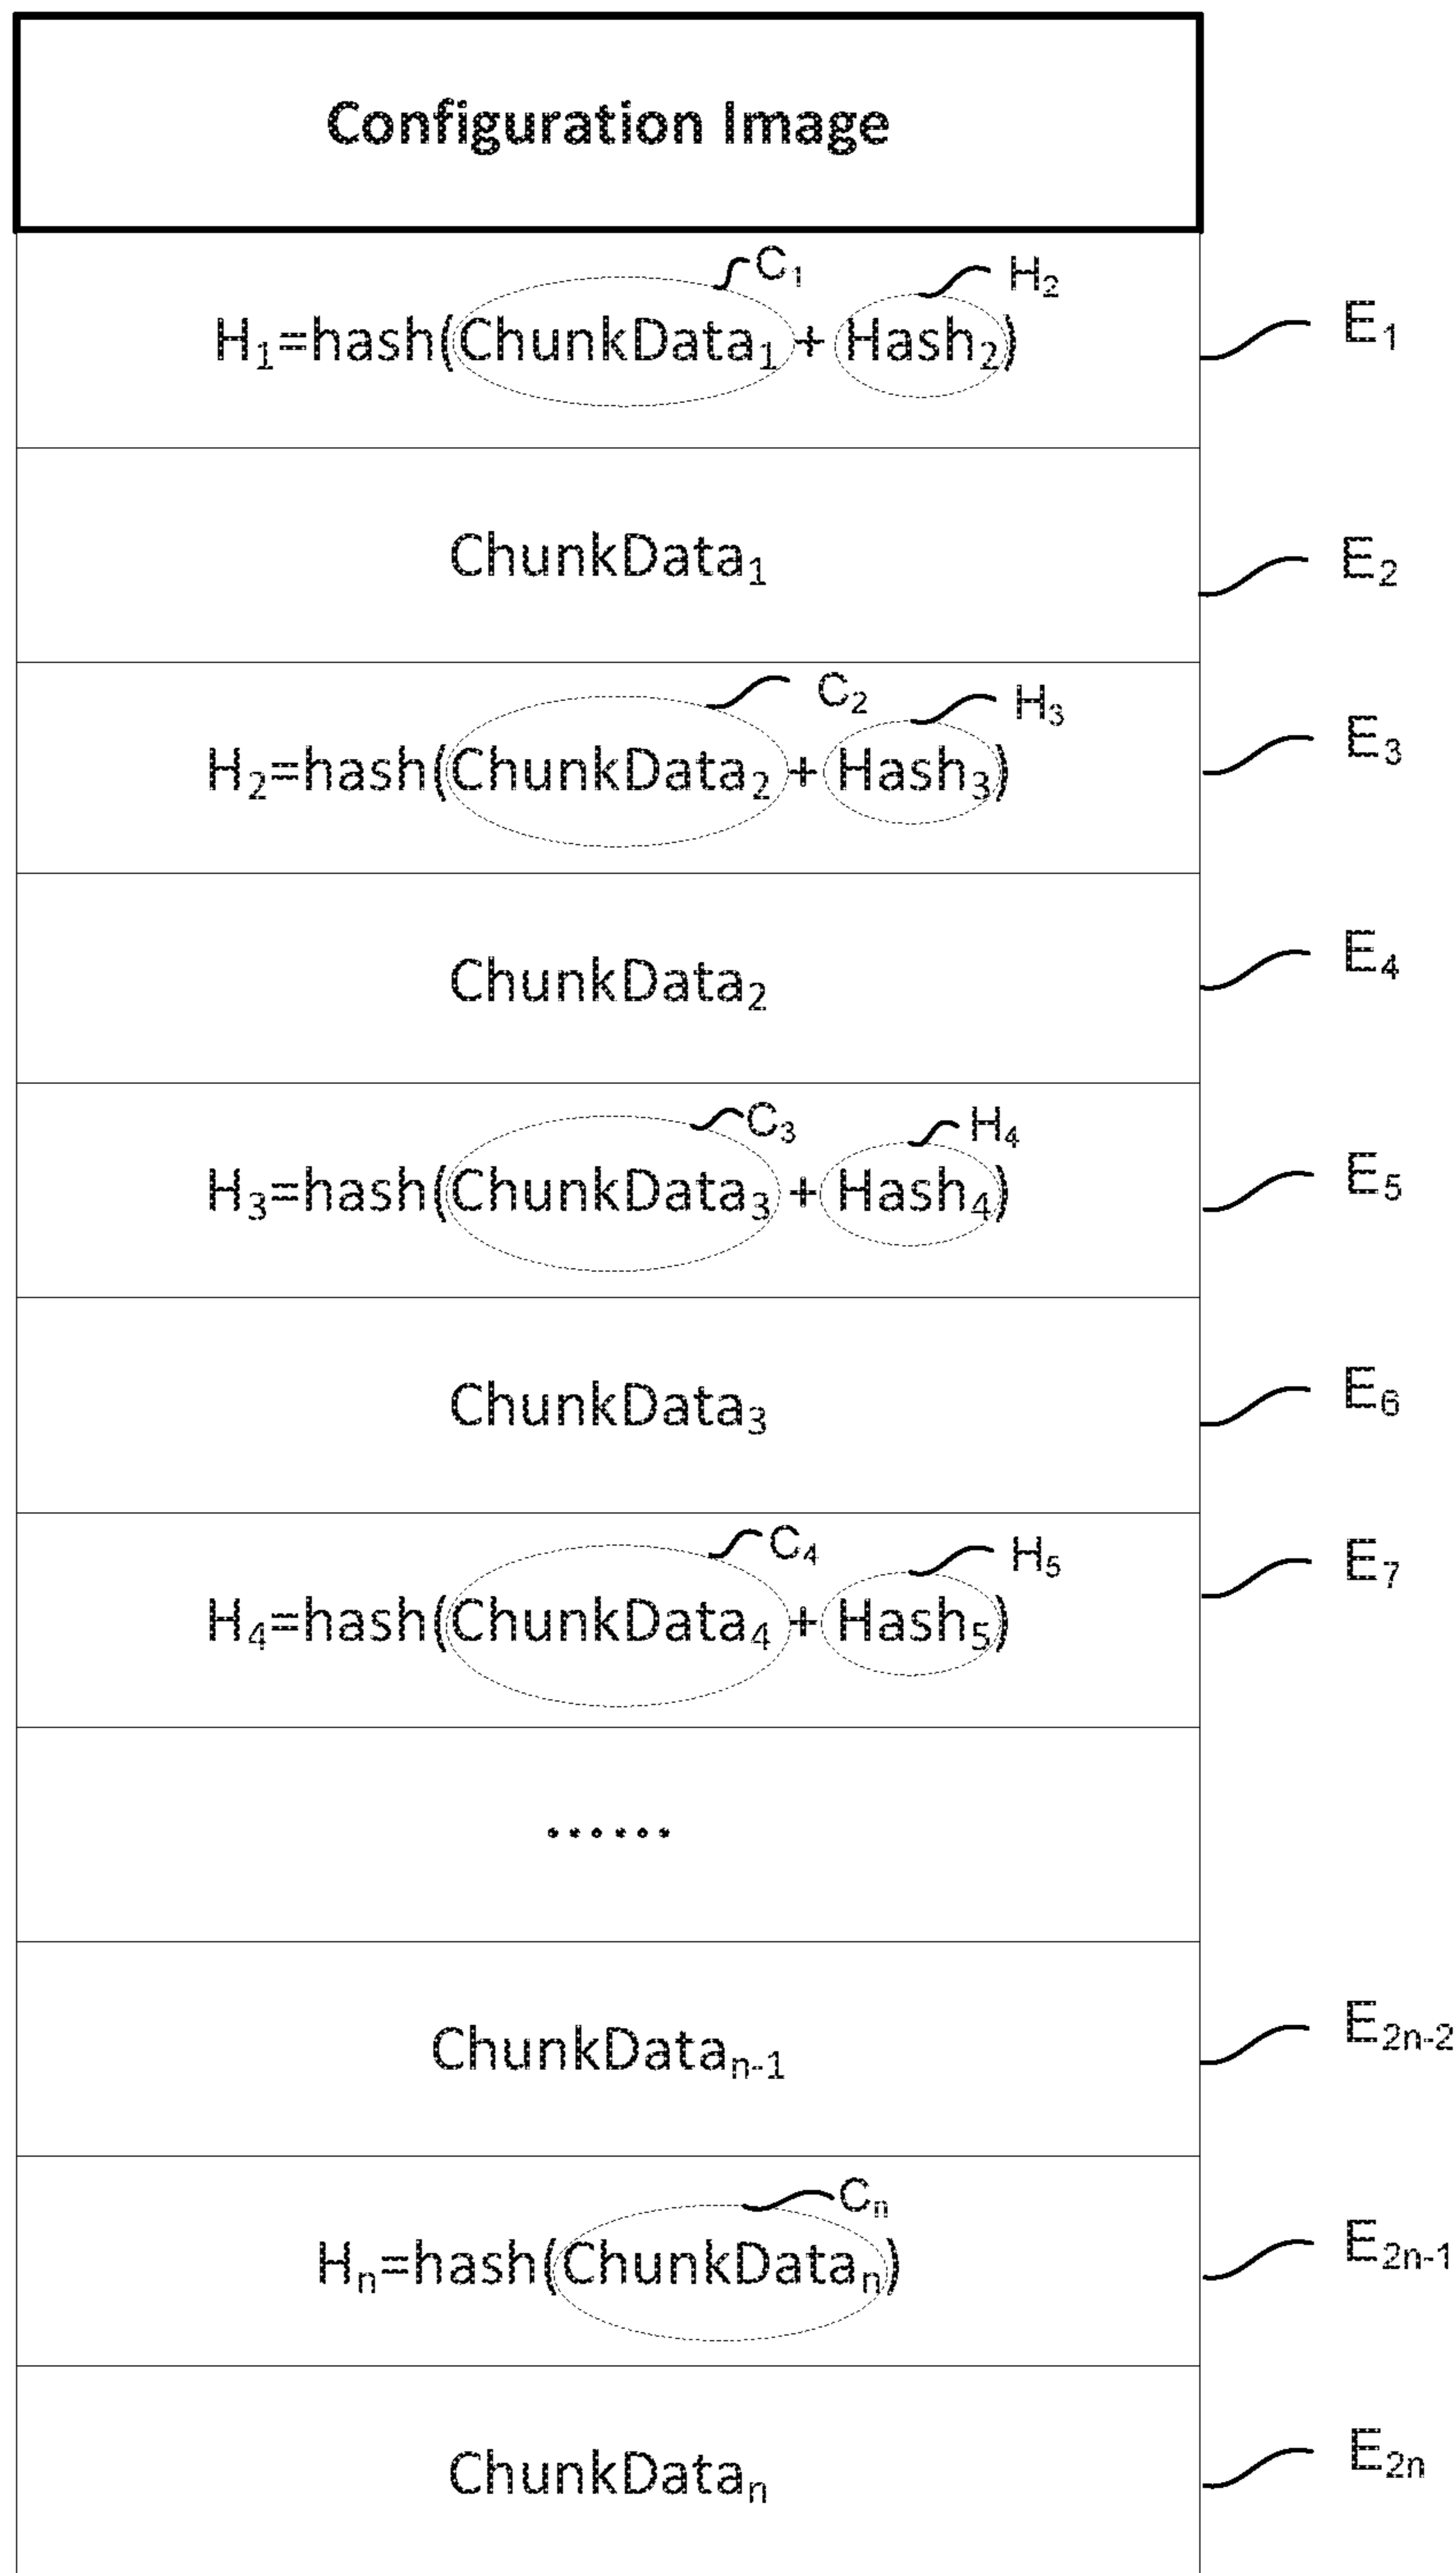 Configuration Image
C₁ H₂
H₁=hash(ChunkData₁+ Hash₂) E₁
ChunkData₁ E₂
C₂ H₃
H₂=hash(ChunkData₂+ Hash₃) E₃
ChunkData₂ E₄
C₃ H₄
H₃=hash(ChunkData₃ + Hash₄) E₅
ChunkData₃ E₆
C₄ H₅
H₄=hash(ChunkData₄+ Hash₅) E₇
......
ChunkDataₙ₋₁ E₂ₙ₋₂
Cₙ
Hₙ=hash(ChunkDataₙ) E₂ₙ₋₁
ChunkDataₙ E₂ₙ